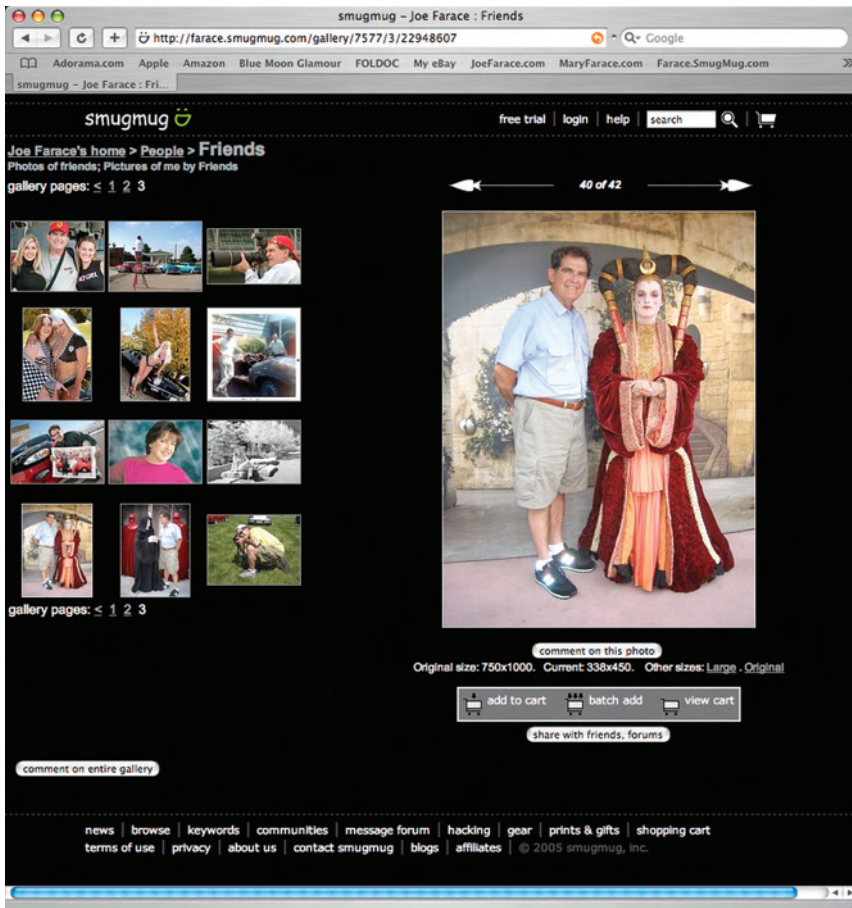 smugmug – Joe Farace : Friends
http://farace.smugmug.com/gallery/7577/3/22948607
Google
Adorama.com Apple Amazon Blue Moon Glamour FOLDOC My eBay JoeFarace.com MaryFarace.com Farace.SmugMug.com
smugmug – Joe Farace : Fri...
smugmug
free trial | login | help | search
Joe Farace's home > People > Friends
Photos of friends; Pictures of me by Friends
gallery pages: < 1 2 3
40 of 42
gallery pages: < 1 2 3
comment on this photo
Original size: 750x1000. Current: 338x450. Other sizes: Large . Original
add to cart batch add view cart
share with friends, forums
comment on entire gallery
news | browse | keywords | communities | message forum | hacking | gear | prints & gifts | shopping cart
terms of use | privacy | about us | contact smugmug | blogs | affiliates | © 2005 smugmug, inc.